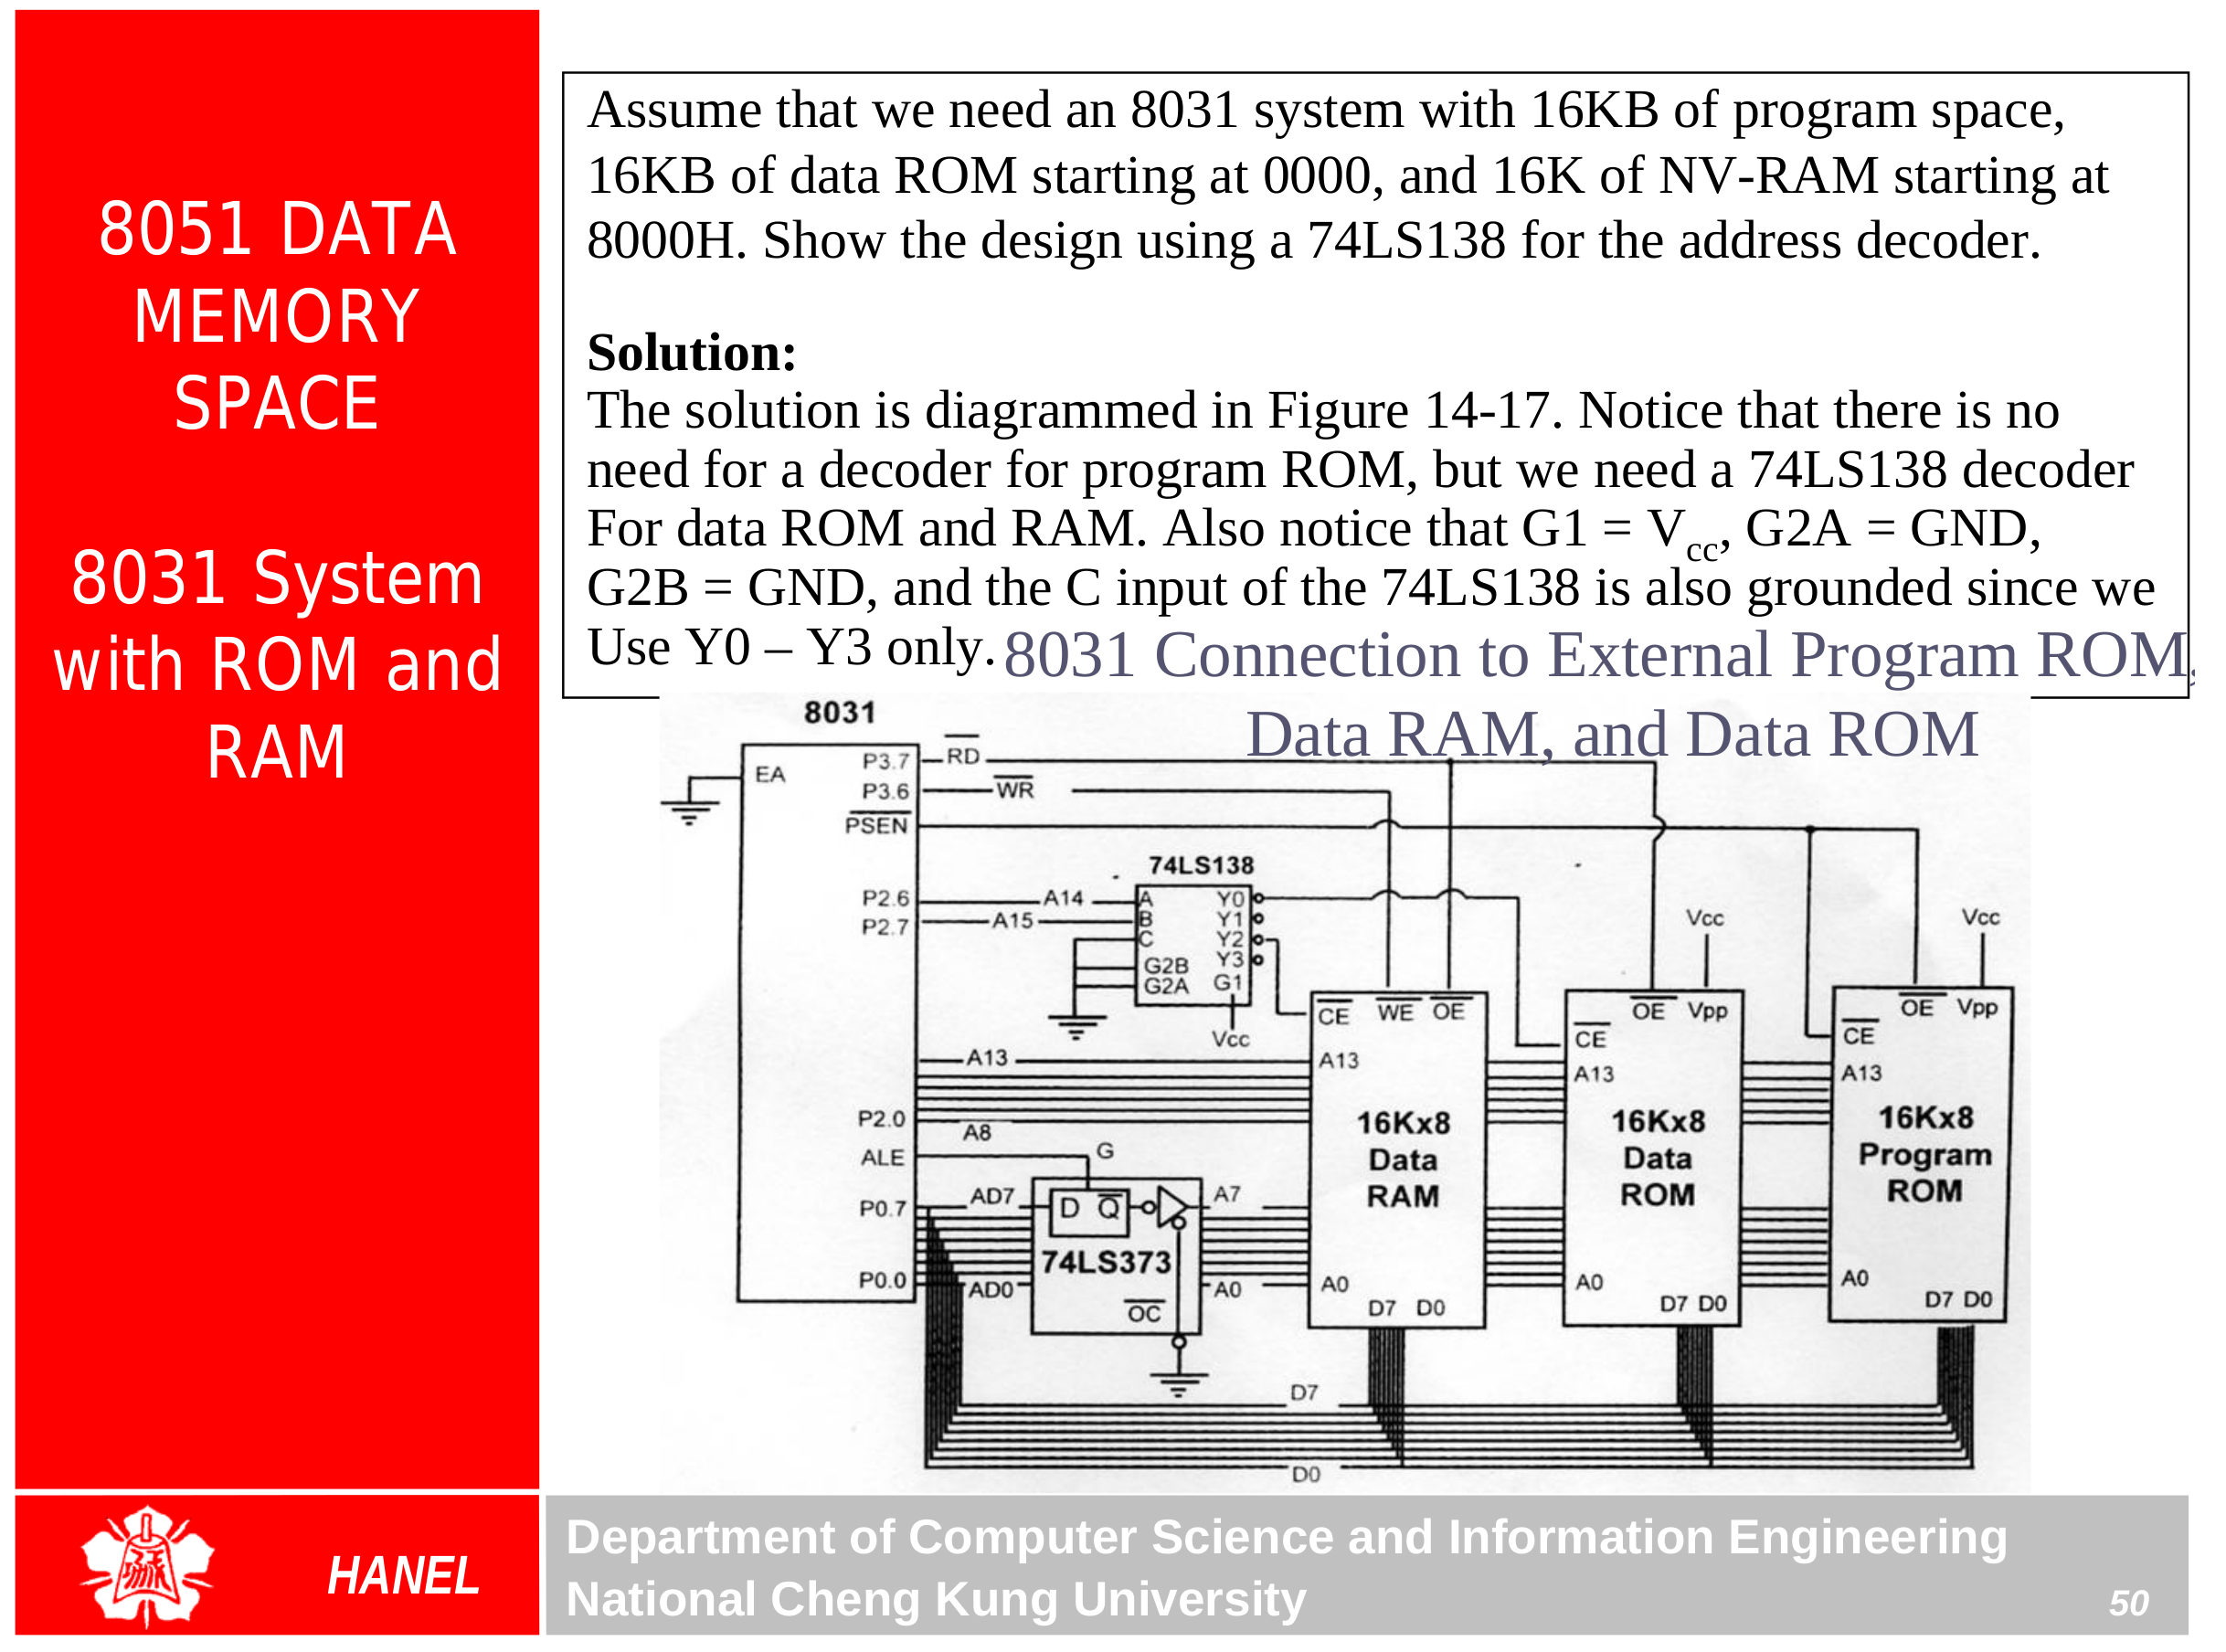 8051 DATA
MEMORY
SPACE
8031 System
with ROM and
RAM
Assume that we need an 8031 system with 16KB of program space,
16KB of data ROM starting at 0000, and 16K of NV-RAM starting at
8000H. Show the design using a 74LS138 for the address decoder.
Solution:
The solution is diagrammed in Figure 14-17. Notice that there is no
need for a decoder for program ROM, but we need a 74LS138 decoder
For data ROM and RAM. Also notice that G1 = Vcc, G2A = GND,
G2B = GND, and the C input of the 74LS138 is also grounded since we
Use Y0 – Y3 only.
8031 Connection to External Program ROM,
Data RAM, and Data ROM
8031
EA
P3.7
RD
P3.6
WR
PSEN
74LS138
P2.6
A14
A
Y0
P2.7
A15
B
Y1
C
Y2
Y3
G2B
G2A
G1
Vcc
Vcc
Vcc
CE
WE
OE
CE
OE
Vpp
CE
OE
Vpp
A13
A13
A13
A13
P2.0
A8
16Kx8
Data
RAM
16Kx8
Data
ROM
16Kx8
Program
ROM
ALE
G
P0.7
AD7
D
Q
A7
74LS373
P0.0
AD0
OC
A0
A0
A0
A0
D7 D0
D7 D0
D7 D0
D7
D0
HANEL
Department of Computer Science and Information Engineering
National Cheng Kung University
50